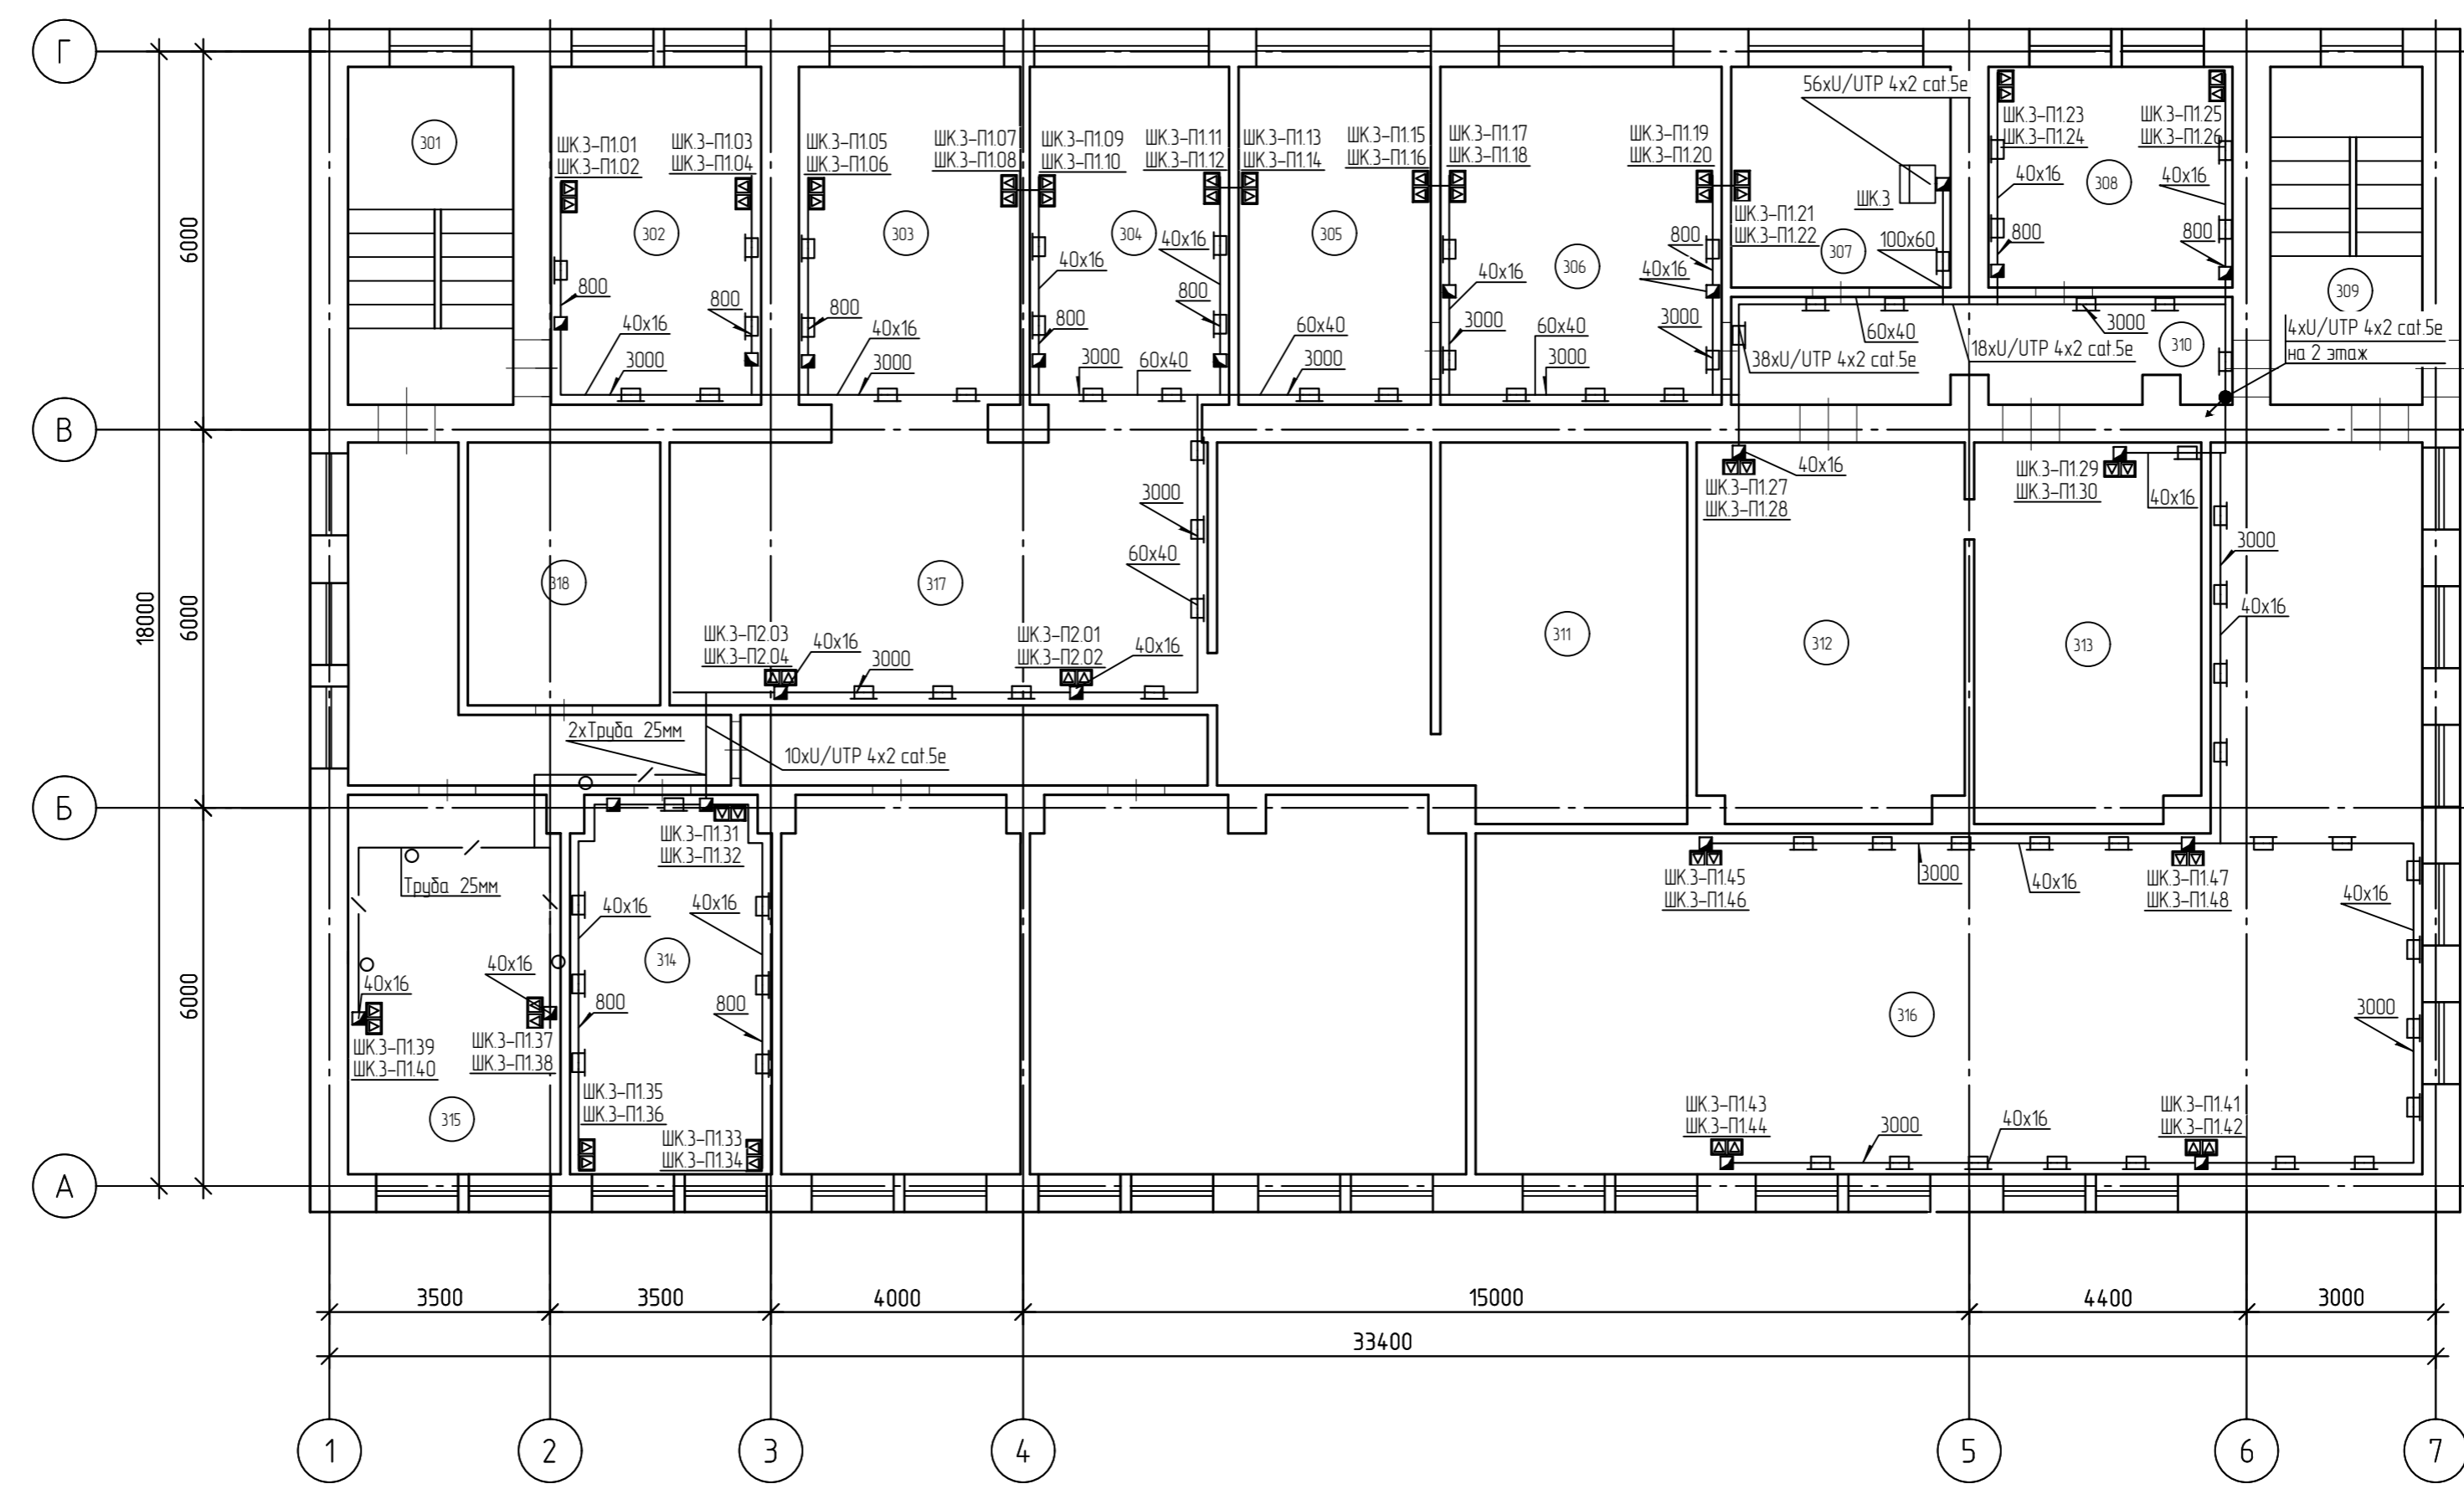 Г
В
Б
А
6000
6000
6000
18000
301
ШК.3-П1.01
ШК.3-П1.02
ШК.3-П1.03
ШК.3-П1.04
302
800
800
40x16
3000
ШК.3-П1.05
ШК.3-П1.06
ШК.3-П1.07
ШК.3-П1.08
303
800
40x16
3000
ШК.3-П1.09
ШК.3-П1.10
ШК.3-П1.11
ШК.3-П1.12
304
40x16
40x16
800
800
3000
60x40
ШК.3-П1.13
ШК.3-П1.14
ШК.3-П1.15
ШК.3-П1.16
305
60x40
3000
ШК.3-П1.17
ШК.3-П1.18
ШК.3-П1.19
ШК.3-П1.20
306
800
40x16
40x16
3000
60x40
3000
3000
56xU/UTP 4x2 cat.5e
ШК.3
ШК.3-П1.21
ШК.3-П1.22
307
100x60
60x40
38xU/UTP 4x2 cat.5e
18xU/UTP 4x2 cat.5e
ШК.3-П1.23
ШК.3-П1.24
ШК.3-П1.25
ШК.3-П1.26
40x16
308
40x16
800
800
3000
310
309
4xU/UTP 4x2 cat.5e
на 2 этаж
318
317
3000
60x40
ШК.3-П2.03
ШК.3-П2.04
40x16
3000
ШК.3-П2.01
ШК.3-П2.02
40x16
2xТруба 25мм
10xU/UTP 4x2 cat.5e
311
ШК.3-П1.27
ШК.3-П1.28
40x16
312
ШК.3-П1.29
ШК.3-П1.30
40x16
313
3000
40x16
Труба 25мм
40x16
40x16
ШК.3-П1.39
ШК.3-П1.40
ШК.3-П1.37
ШК.3-П1.38
315
ШК.3-П1.31
ШК.3-П1.32
40x16
40x16
314
800
800
ШК.3-П1.35
ШК.3-П1.36
ШК.3-П1.33
ШК.3-П1.34
ШК.3-П1.45
ШК.3-П1.46
3000
40x16
ШК.3-П1.47
ШК.3-П1.48
40x16
316
3000
ШК.3-П1.43
ШК.3-П1.44
3000
40x16
ШК.3-П1.41
ШК.3-П1.42
3500
3500
4000
15000
4400
3000
33400
1
2
3
4
5
6
7